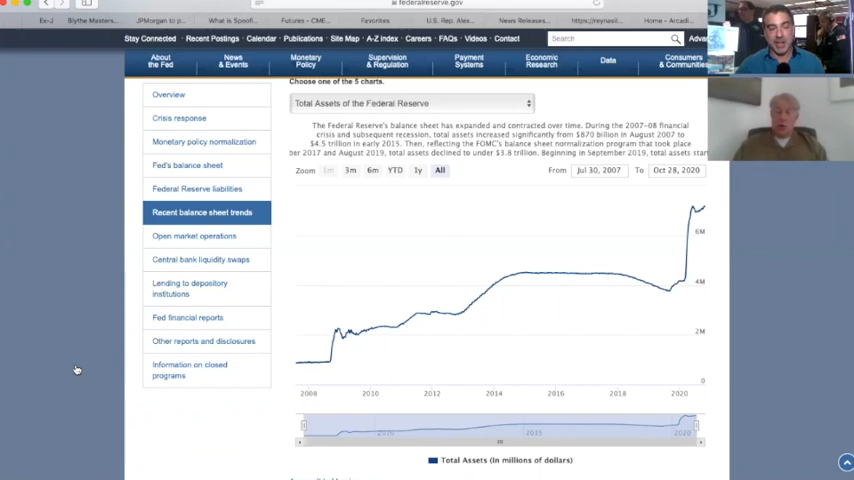 federalreserve.gov
Ex-J Blythe Masters... JPMorgan to p... What is Spoofi... Futures – CME... Favorites U.S. Rep. Alex... News Releases... https://reynasil... Home – Arcadi...
Stay Connected Recent Postings Calendar Publications Site Map A-Z index Careers FAQs Videos Contact Search Advan
About the Fed
News & Events
Monetary Policy
Supervision & Regulation
Payment Systems
Economic Research
Data
Consumers & Communitie
Overview
Crisis response
Monetary policy normalization
Fed's balance sheet
Federal Reserve liabilities
Recent balance sheet trends
Open market operations
Central bank liquidity swaps
Lending to depository
institutions
Fed financial reports
Other reports and disclosures
Information on closed
programs
Choose one of the 5 charts.
Total Assets of the Federal Reserve
The Federal Reserve's balance sheet has expanded and contracted over time. During the 2007-08 financial
crisis and subsequent recession, total assets increased significantly from $870 billion in August 2007 to
$4.5 trillion in early 2015. Then, reflecting the FOMC's balance sheet normalization program that took place
ber 2017 and August 2019, total assets declined to under $3.8 trillion. Beginning in September 2019, total assets start
Zoom 1m 3m 6m YTD 1y All From Jul 30, 2007 To Oct 28, 2020
6M
4M
2M
0
2008 2010 2012 2014 2016 2018 2020
2010 2015 2020
Total Assets (in millions of dollars)